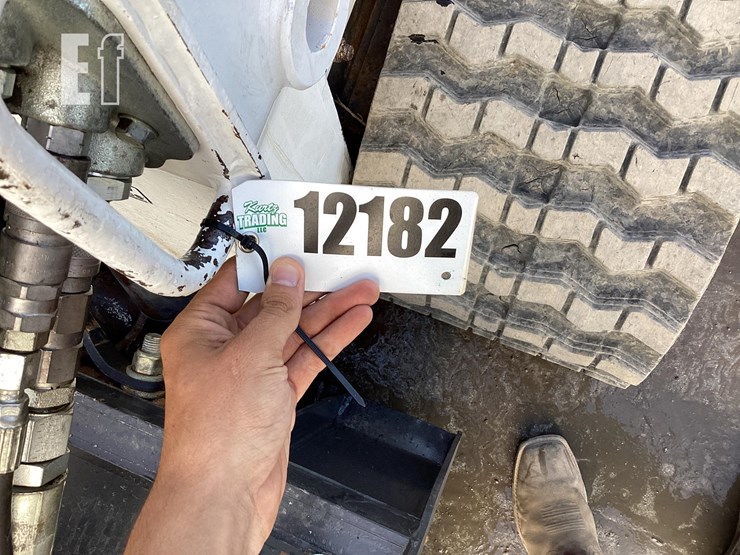 Ef
Kurtz
TRADING
LLC
12182